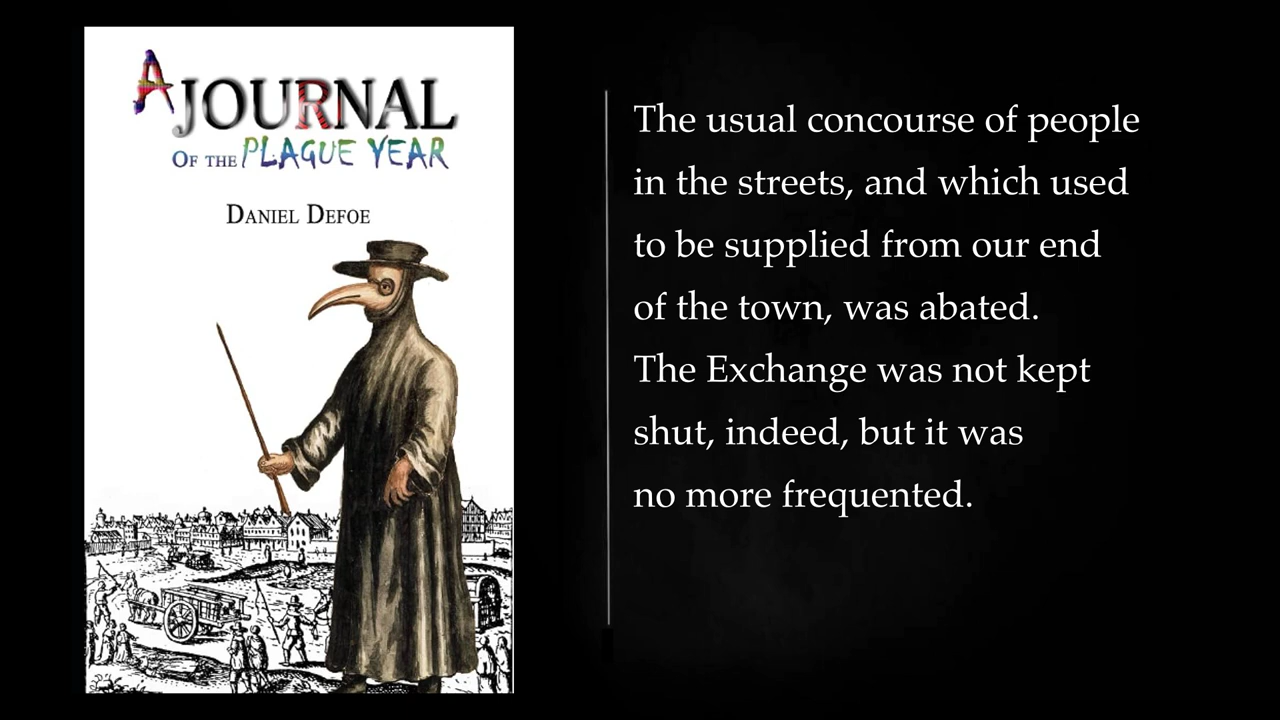 A JOURNAL
OF THE PLAGUE YEAR
DANIEL DEFOE
The usual concourse of people
in the streets, and which used
to be supplied from our end
of the town, was abated.
The Exchange was not kept
shut, indeed, but it was
no more frequented.